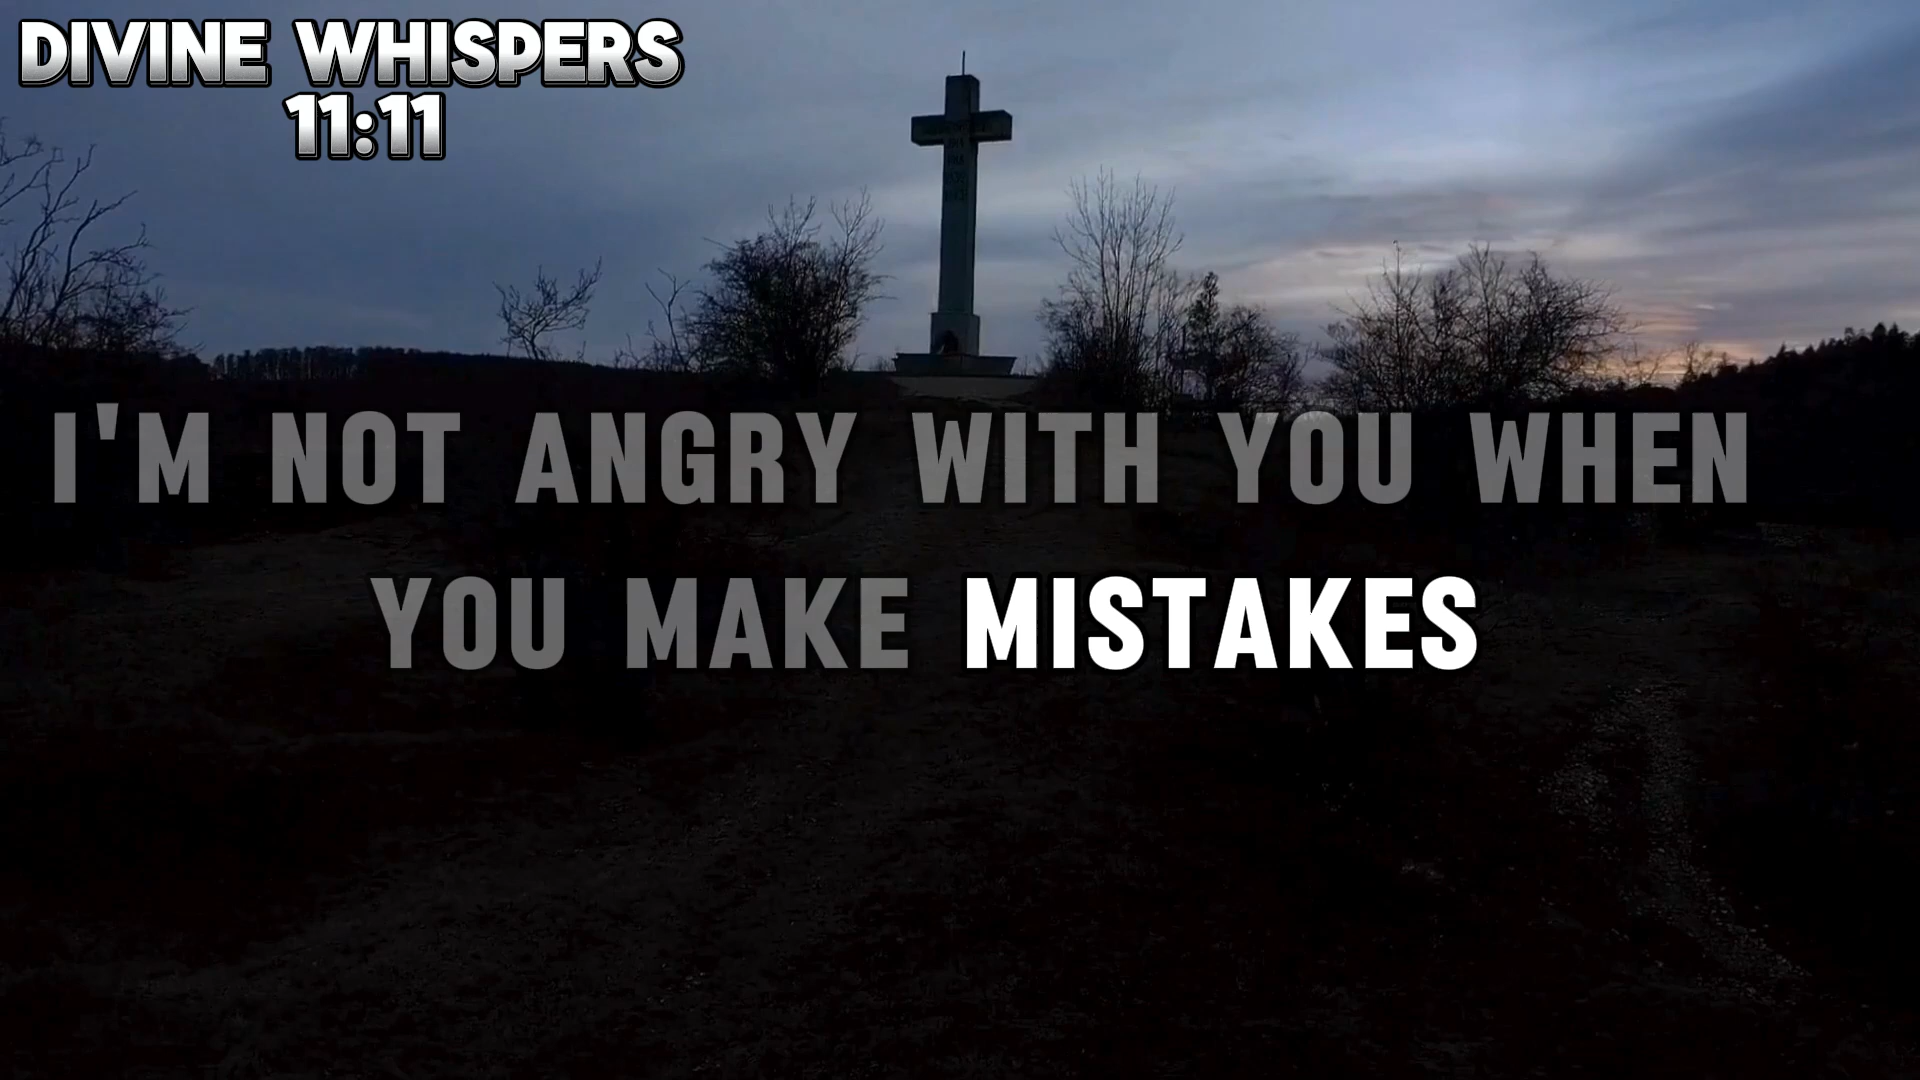 DIVINE WHISPERS
11:11
I'M NOT ANGRY WITH YOU WHEN
YOU MAKE MISTAKES